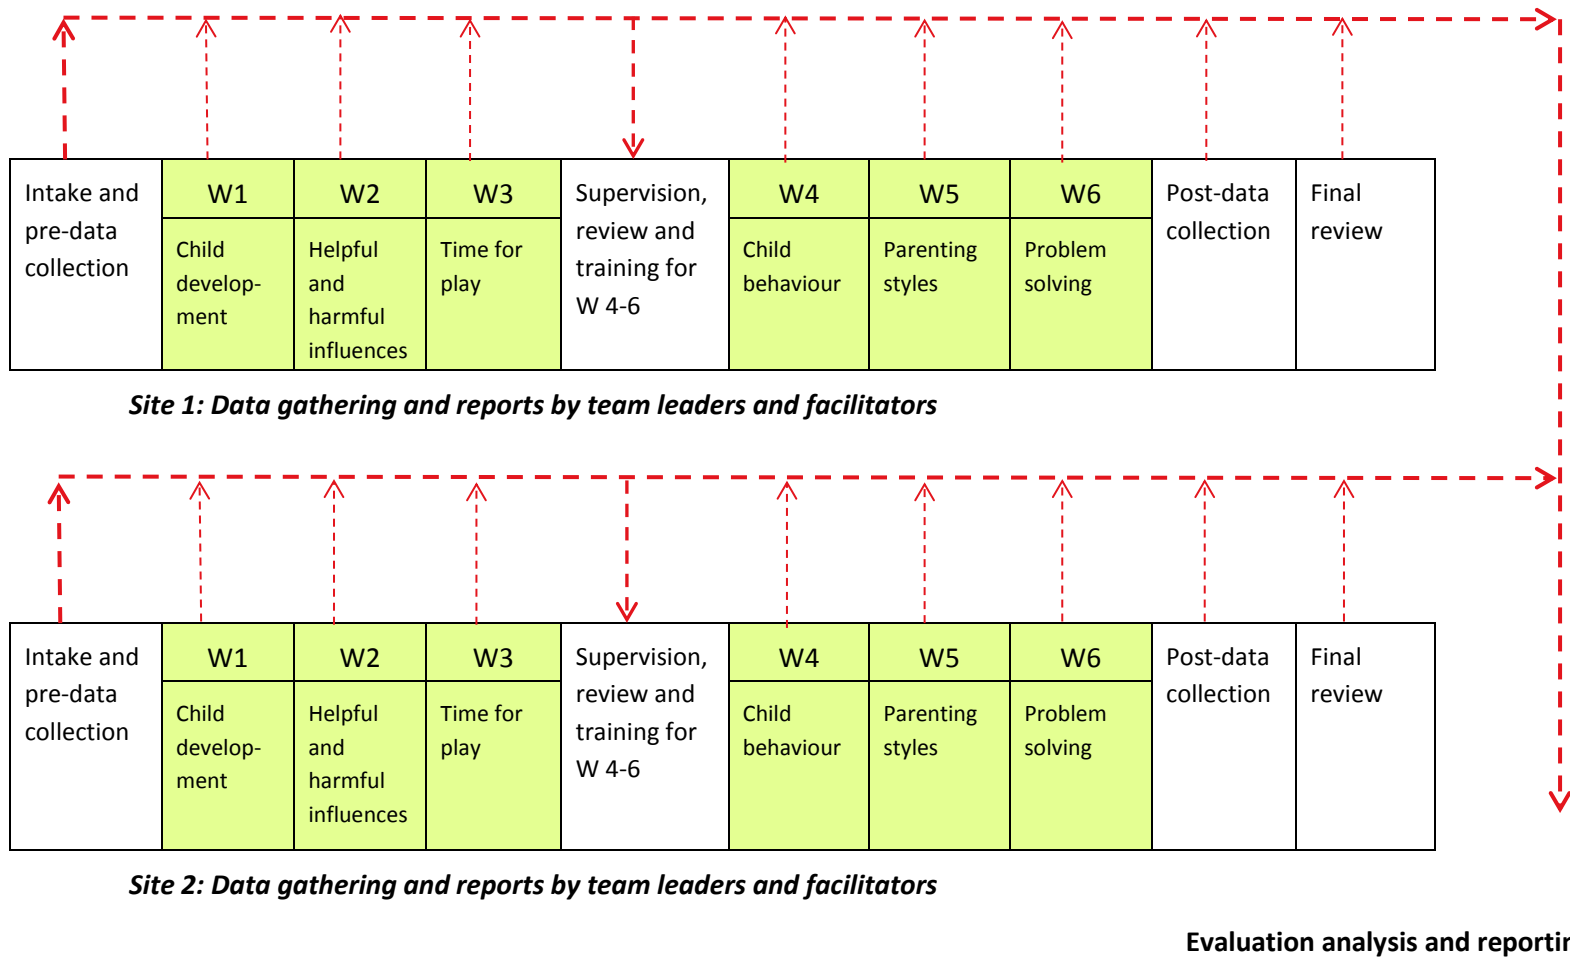 Intake and
pre-data
collection
W1
Child
develop-
ment
W2
Helpful
and
harmful
influences
W3
Time for
play
Supervision,
review and
training for
W 4-6
W4
Child
behaviour
W5
Parenting
styles
W6
Problem
solving
Post-data
collection
Final
review
Site 1: Data gathering and reports by team leaders and facilitators
Intake and
pre-data
collection
W1
Child
develop-
ment
W2
Helpful
and
harmful
influences
W3
Time for
play
Supervision,
review and
training for
W 4-6
W4
Child
behaviour
W5
Parenting
styles
W6
Problem
solving
Post-data
collection
Final
review
Site 2: Data gathering and reports by team leaders and facilitators
Evaluation analysis and reportin